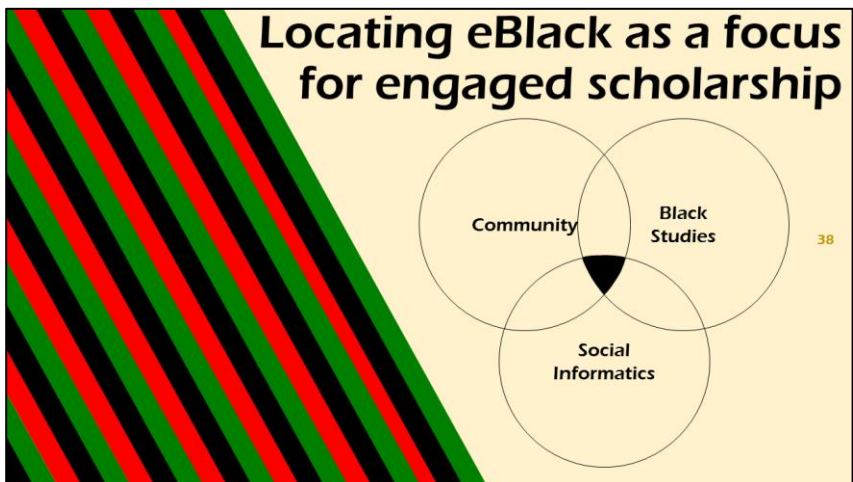 Locating eBlack as a focus
for engaged scholarship
Community
Black
Studies
38
Social
Informatics